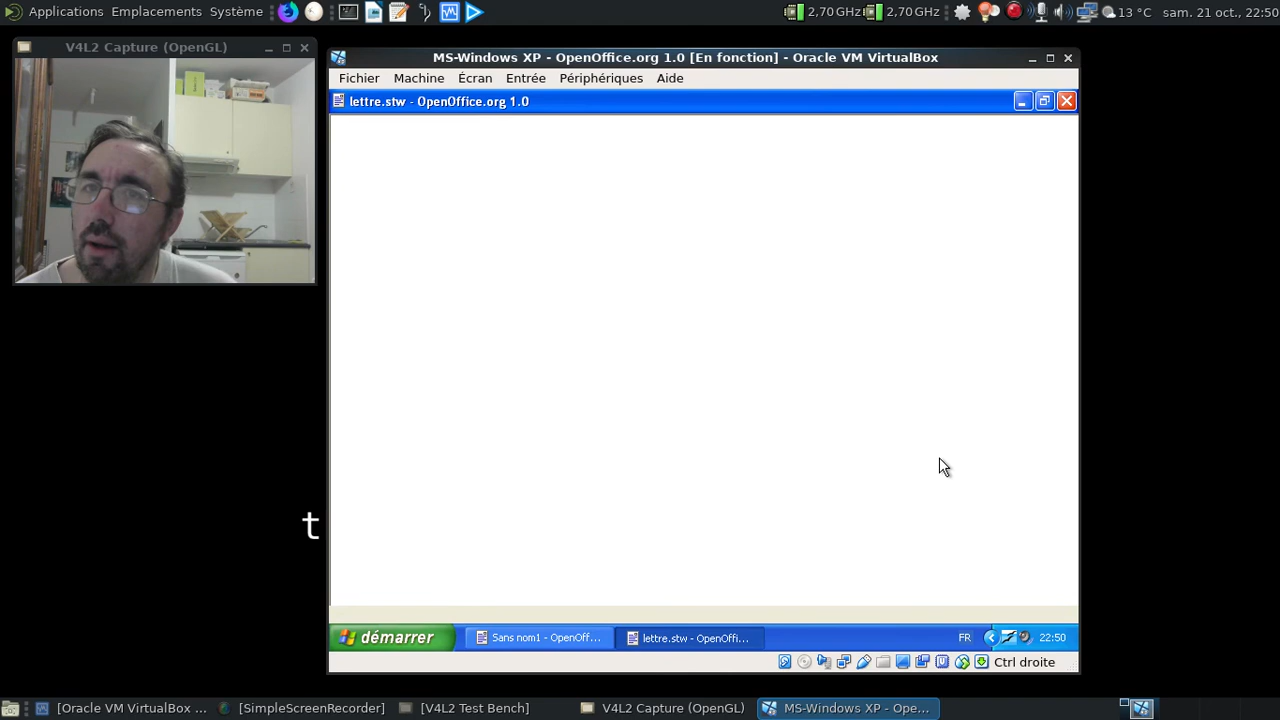 Applications Emplacements Système 2,70 GHz 2,70 GHz 13 °C sam. 21 oct., 22:50
V4L2 Capture (OpenGL)
MS-Windows XP - OpenOffice.org 1.0 [En fonction] - Oracle VM VirtualBox
Fichier Machine Écran Entrée Périphériques Aide
lettre.stw - OpenOffice.org 1.0
t
démarrer Sans nom1 - OpenOff... lettre.stw - OpenOffi... FR 22:50
Ctrl droite
[Oracle VM VirtualBox ... [SimpleScreenRecorder] [V4L2 Test Bench] V4L2 Capture (OpenGL) MS-Windows XP - Ope...